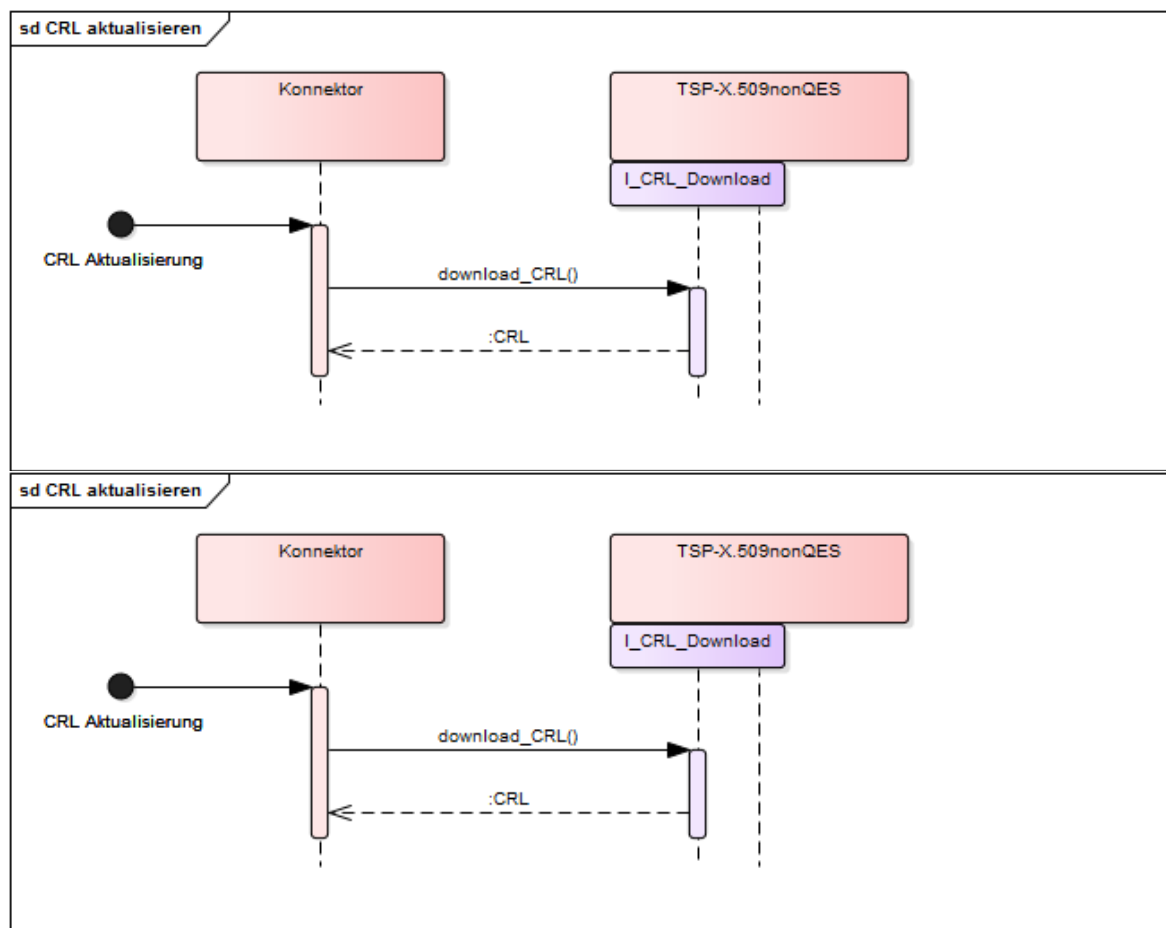 sd CRL aktualisieren
Konnektor
TSP-X.509nonQES
I_CRL_Download
CRL Aktualisierung
download_CRL()
:CRL
sd CRL aktualisieren
Konnektor
TSP-X.509nonQES
I_CRL_Download
CRL Aktualisierung
download_CRL()
:CRL